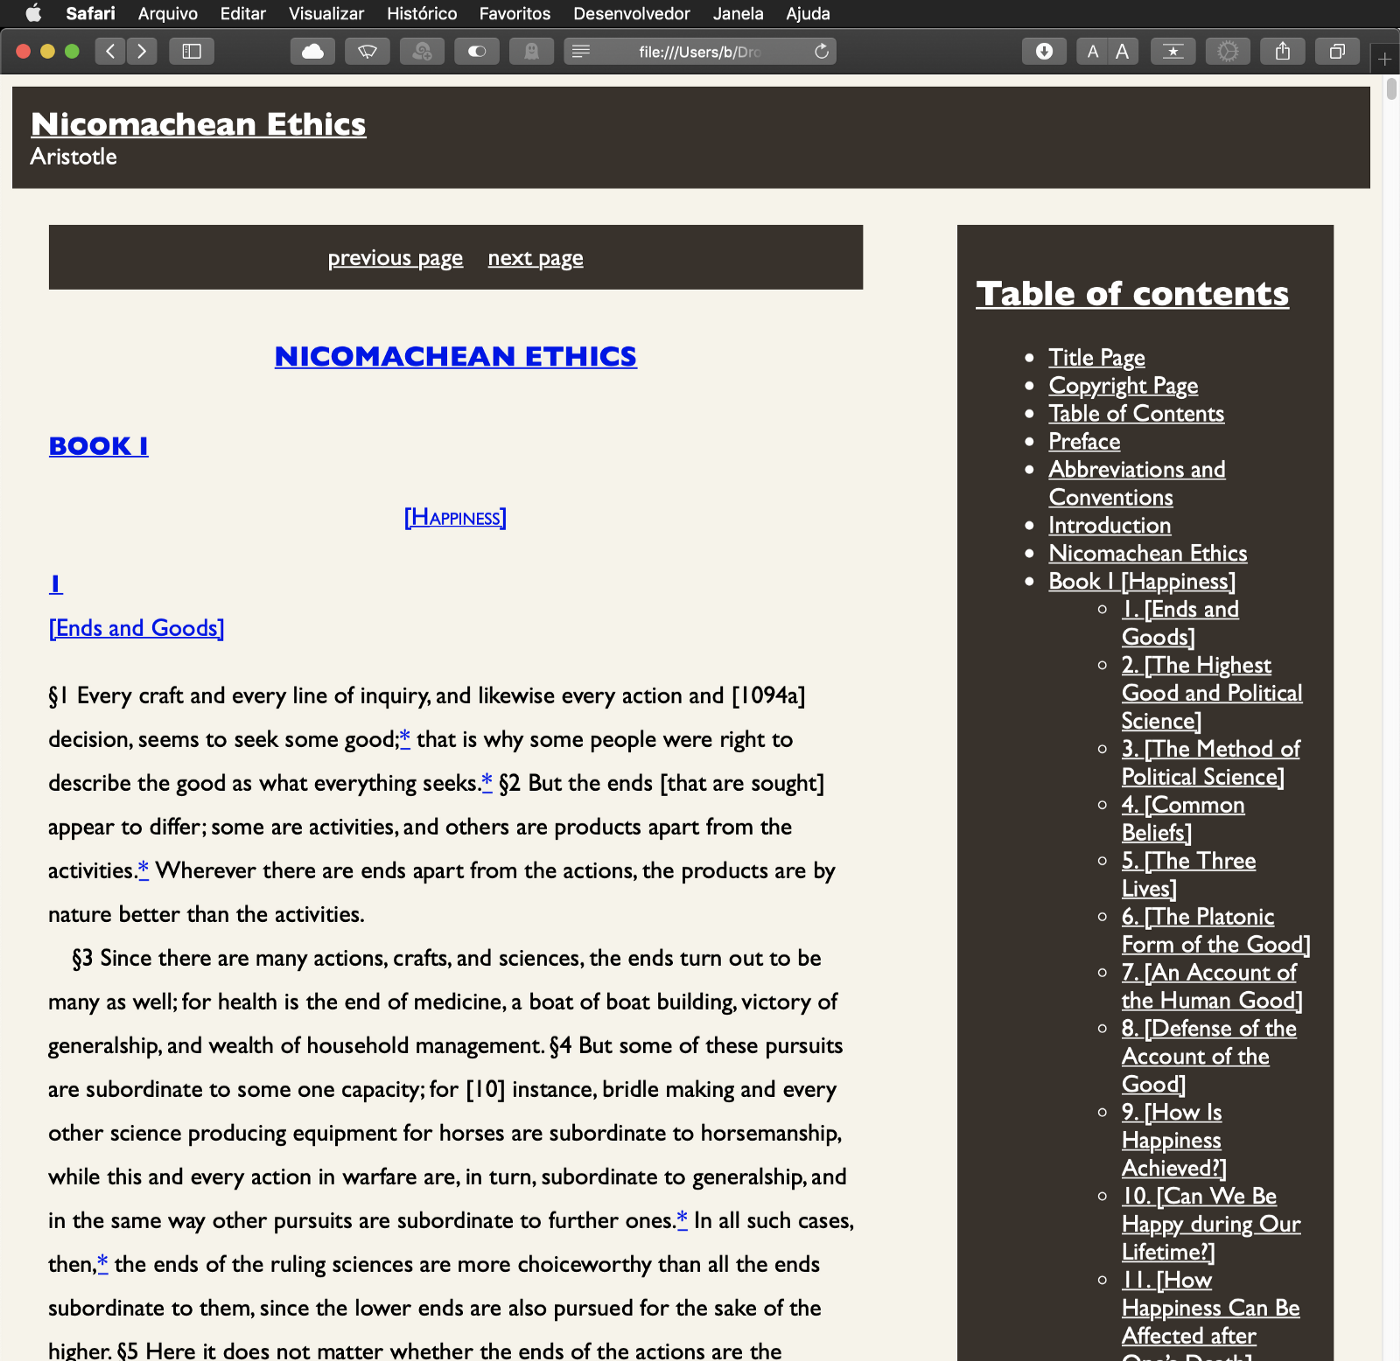 Safari Arquivo Editar Visualizar Histórico Favoritos Desenvolvedor Janela Ajuda
file:///Users/b/Dro
A A
Nicomachean Ethics
Aristotle
previous page next page
NICOMACHEAN ETHICS
BOOK I
[Happiness]
1
[Ends and Goods]
§1 Every craft and every line of inquiry, and likewise every action and [1094a]
decision, seems to seek some good;* that is why some people were right to
describe the good as what everything seeks.* §2 But the ends [that are sought]
appear to differ; some are activities, and others are products apart from the
activities.* Wherever there are ends apart from the actions, the products are by
nature better than the activities.
§3 Since there are many actions, crafts, and sciences, the ends turn out to be
many as well; for health is the end of medicine, a boat of boat building, victory of
generalship, and wealth of household management. §4 But some of these pursuits
are subordinate to some one capacity; for [10] instance, bridle making and every
other science producing equipment for horses are subordinate to horsemanship,
while this and every action in warfare are, in turn, subordinate to generalship, and
in the same way other pursuits are subordinate to further ones.* In all such cases,
then,* the ends of the ruling sciences are more choiceworthy than all the ends
subordinate to them, since the lower ends are also pursued for the sake of the
higher. §5 Here it does not matter whether the ends of the actions are the
Table of contents
• Title Page
• Copyright Page
• Table of Contents
• Preface
• Abbreviations and
Conventions
• Introduction
• Nicomachean Ethics
• Book I [Happiness]
◦ 1. [Ends and
Goods]
◦ 2. [The Highest
Good and Political
Science]
◦ 3. [The Method of
Political Science]
◦ 4. [Common
Beliefs]
◦ 5. [The Three
Lives]
◦ 6. [The Platonic
Form of the Good]
◦ 7. [An Account of
the Human Good]
◦ 8. [Defense of the
Account of the
Good]
◦ 9. [How Is
Happiness
Achieved?]
◦ 10. [Can We Be
Happy during Our
Lifetime?]
◦ 11. [How
Happiness Can Be
Affected after
One's Death]